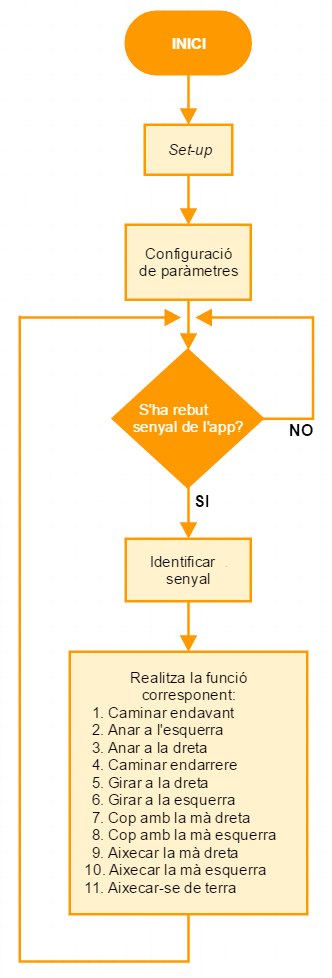 INICI
Set-up
Configuració
de paràmetres
S'ha rebut
senyal de l'app?
NO
SI
Identificar
senyal
Realitza la funció
corresponent:
1. Caminar endavant
2. Anar a l'esquerra
3. Anar a la dreta
4. Caminar endarrere
5. Girar a la dreta
6. Girar a la esquerra
7. Cop amb la mà dreta
8. Cop amb la mà esquerra
9. Aixecar la mà dreta
10. Aixecar la mà esquerra
11. Aixecar-se de terra